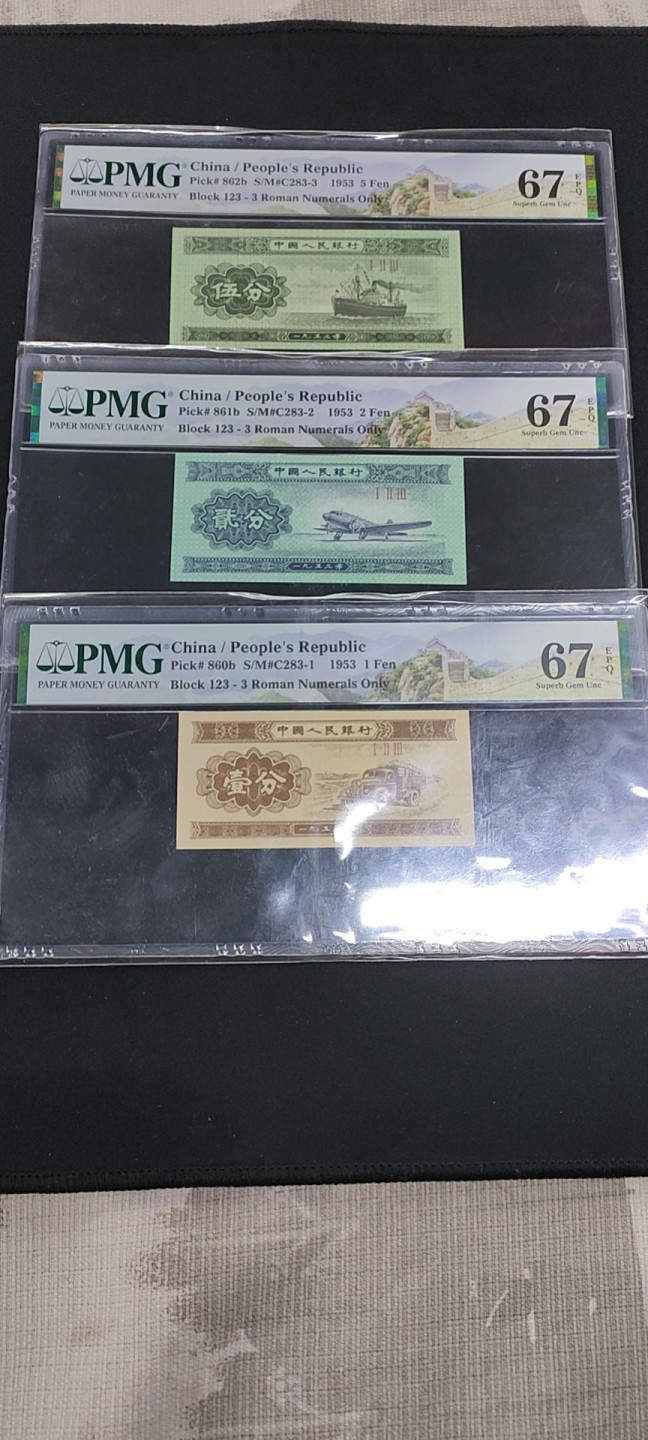 PMG
PAPER MONEY GUARANTY
China / People's Republic
Pick# 862b S/M#C283-3 1953 5 Fen
Block 123 - 3 Roman Numerals Only
67 EPQ
Superb Gem Unc
中國人民銀行
I II III
伍分
一九五三年
PMG
PAPER MONEY GUARANTY
China / People's Republic
Pick# 861b S/M#C283-2 1953 2 Fen
Block 123 - 3 Roman Numerals Only
67 EPQ
Superb Gem Unc
中國人民銀行
I II III
貳分
一九五三年
PMG
PAPER MONEY GUARANTY
China / People's Republic
Pick# 860b S/M#C283-1 1953 1 Fen
Block 123 - 3 Roman Numerals Only
67 EPQ
Superb Gem Unc
中國人民銀行
I II III
壹分
一九五